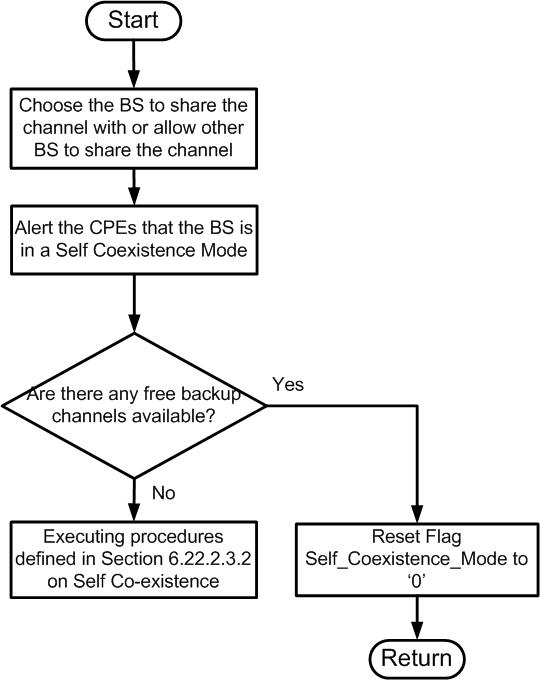 Start
Choose the BS to share the
channel with or allow other
BS to share the channel
Alert the CPEs that the BS is
in a Self Coexistence Mode
Are there any free backup
channels available?
Yes
No
Executing procedures
defined in Section 6.22.2.3.2
on Self Co-existence
Reset Flag
Self_Coexistence_Mode to
‘0’
Return